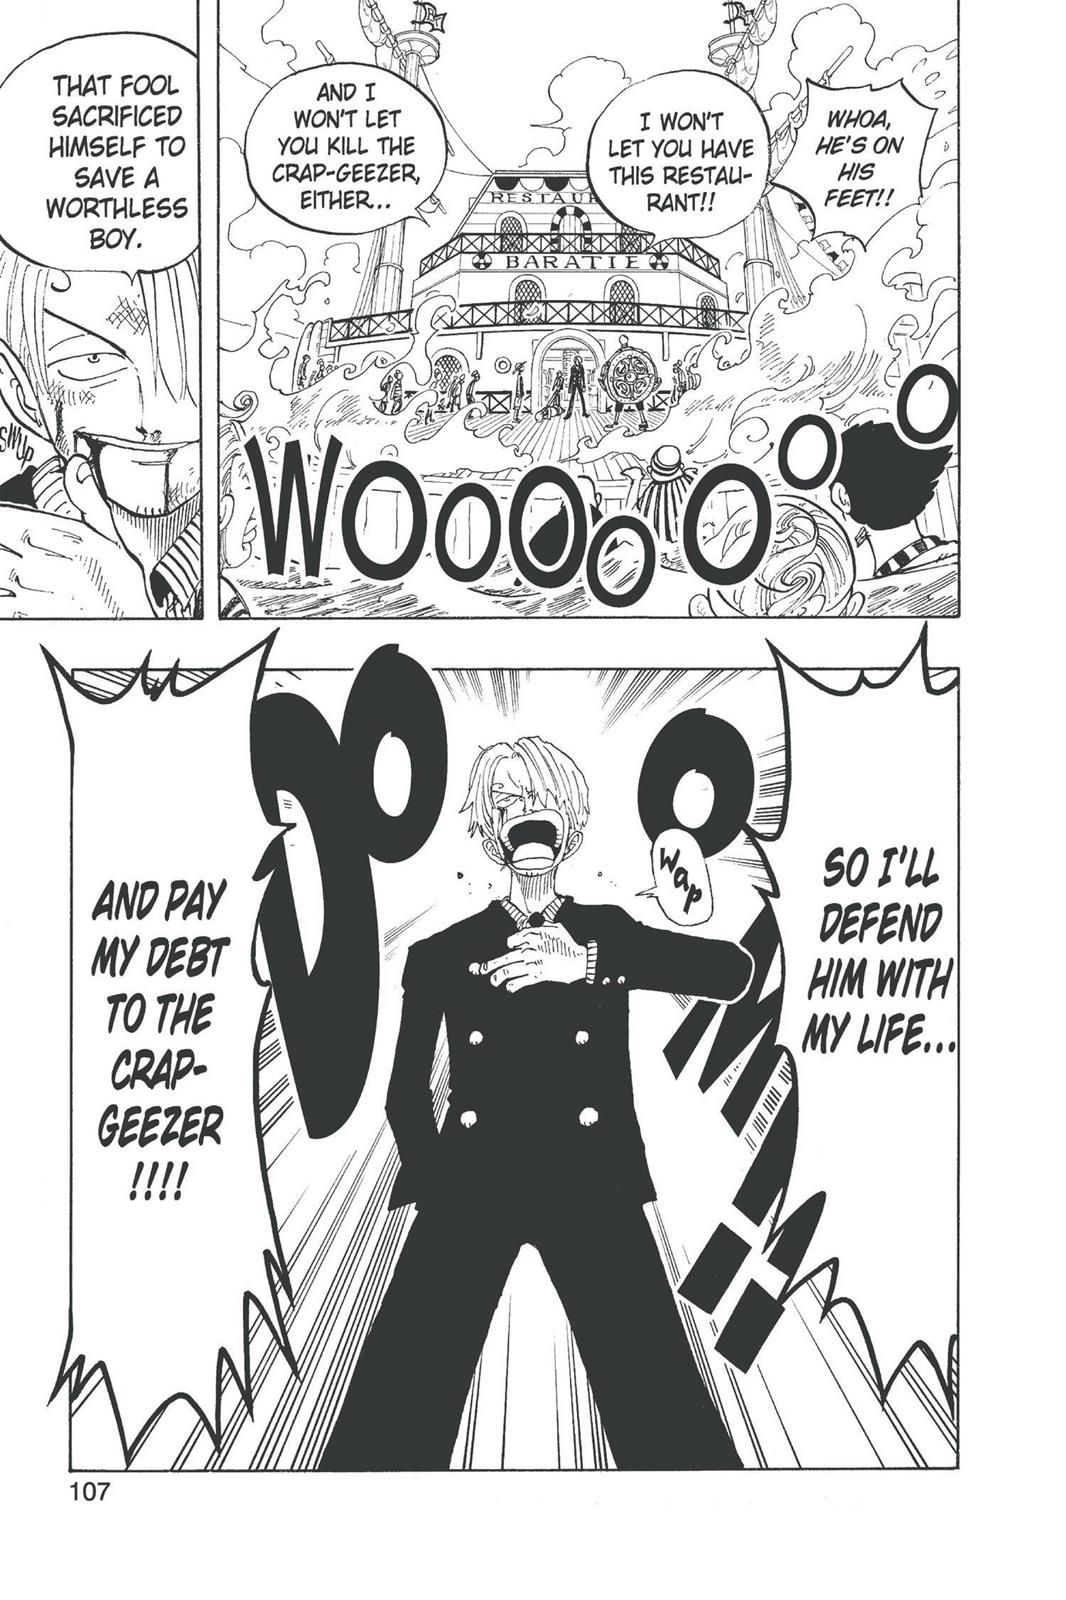 WHOA,
HE'S ON
HIS
FEET!!
I WON'T
LET YOU HAVE
THIS RESTAU-
RANT!!
AND I
WON'T LET
YOU KILL THE
CRAP-GEEZER,
EITHER...
RESTAUR
BARATIE
WOOOOOOOO
THAT FOOL
SACRIFICED
HIMSELF TO
SAVE A
WORTHLESS
BOY.
SO I'LL
DEFEND
HIM WITH
MY LIFE...
Wap
AND PAY
MY DEBT
TO THE
CRAP-
GEEZER
!!!!
107